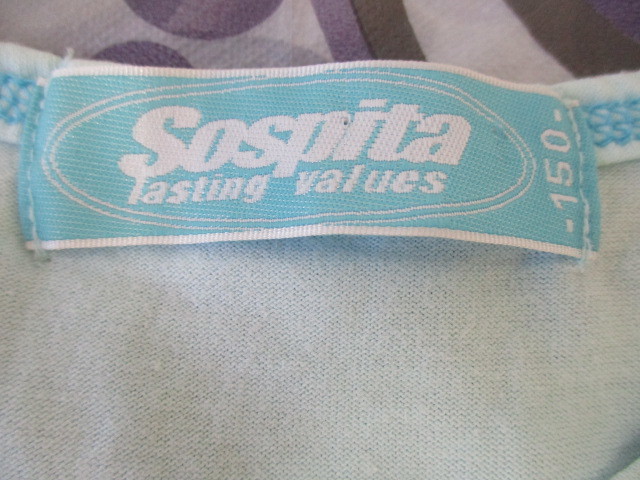 Sospita
lasting values
-150-